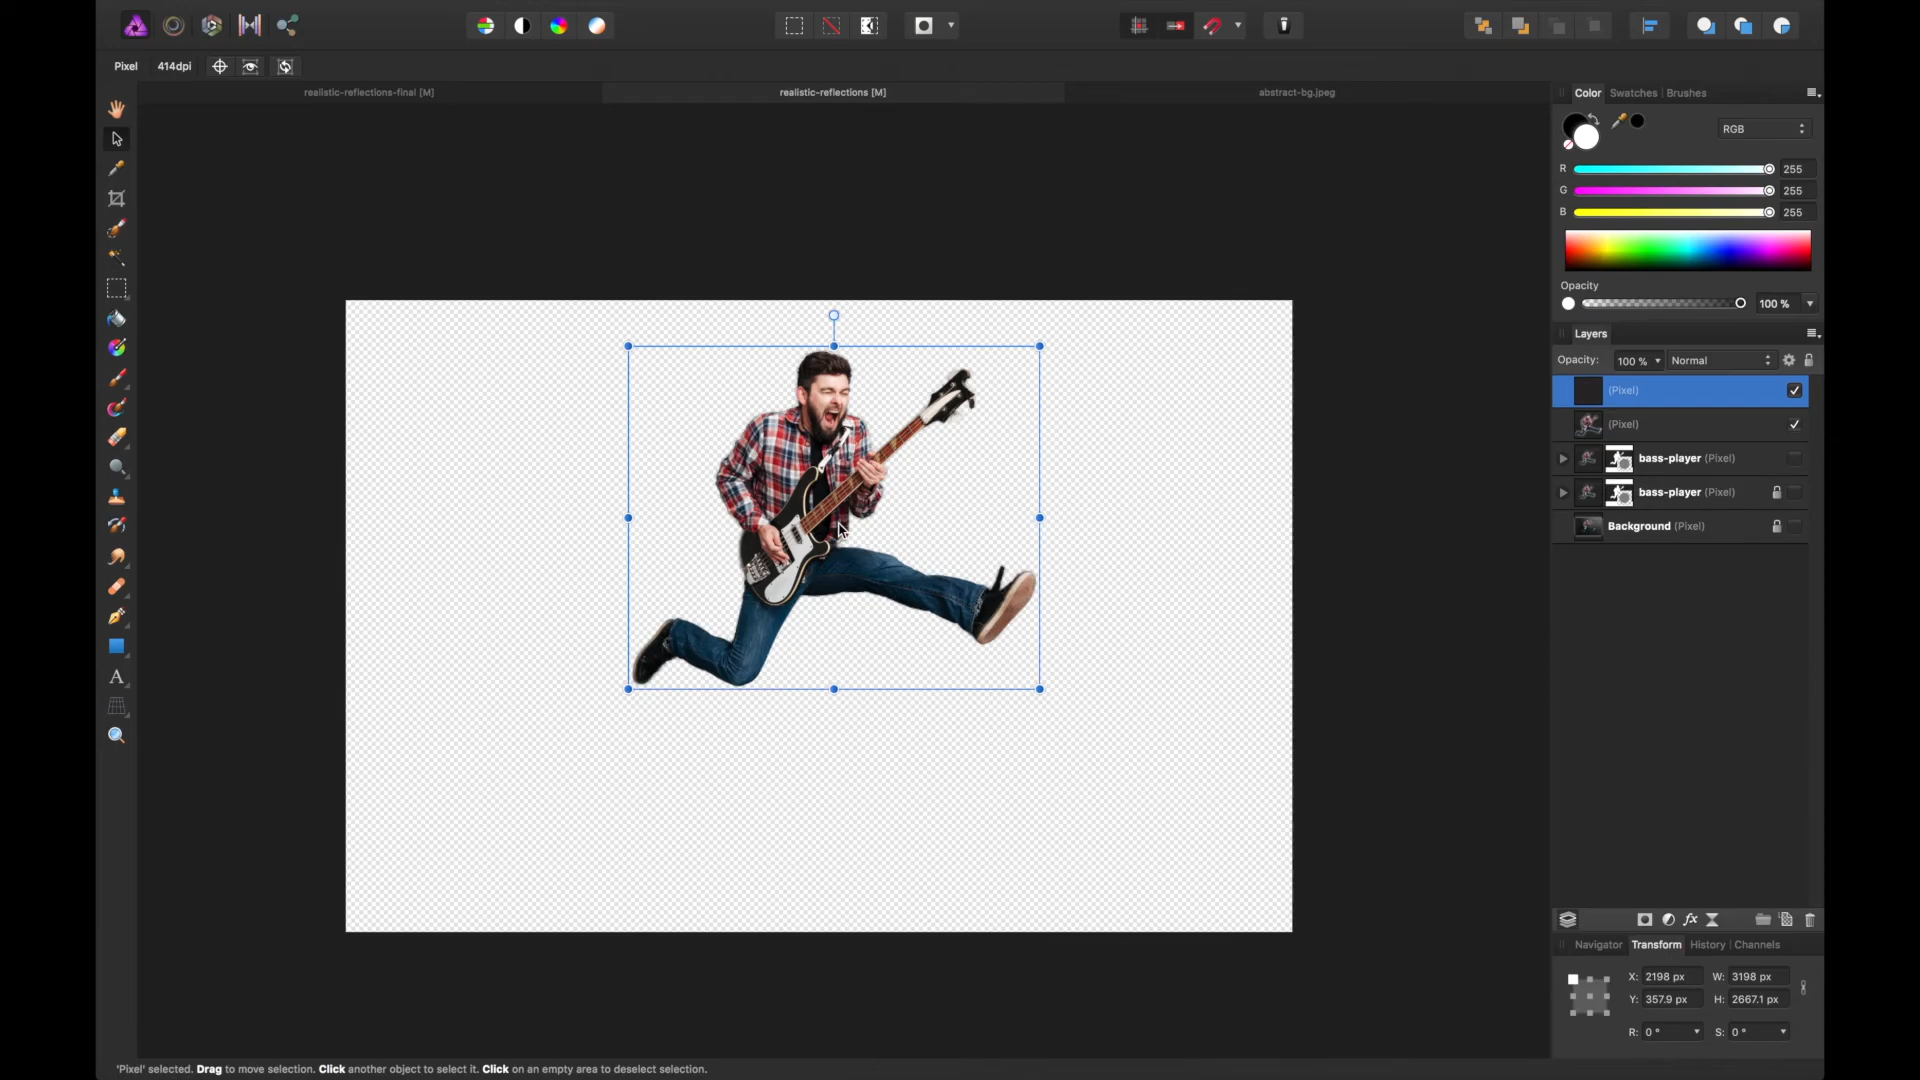 Pixel 414dpi
realistic-reflections-final [M] realistic-reflections [M] abstract-bg.jpeg
Color Swatches Brushes
RGB
R 255
G 255
B 255
Opacity
100 %
Layers
Opacity: 100 % Normal
(Pixel)
(Pixel)
bass-player (Pixel)
bass-player (Pixel)
Background (Pixel)
A
fx
Navigator Transform History Channels
X: 2198 px W: 3198 px
Y: 357.9 px H: 2667.1 px
R: 0 ° S: 0 °
'Pixel' selected. Drag to move selection. Click another object to select it. Click on an empty area to deselect selection.